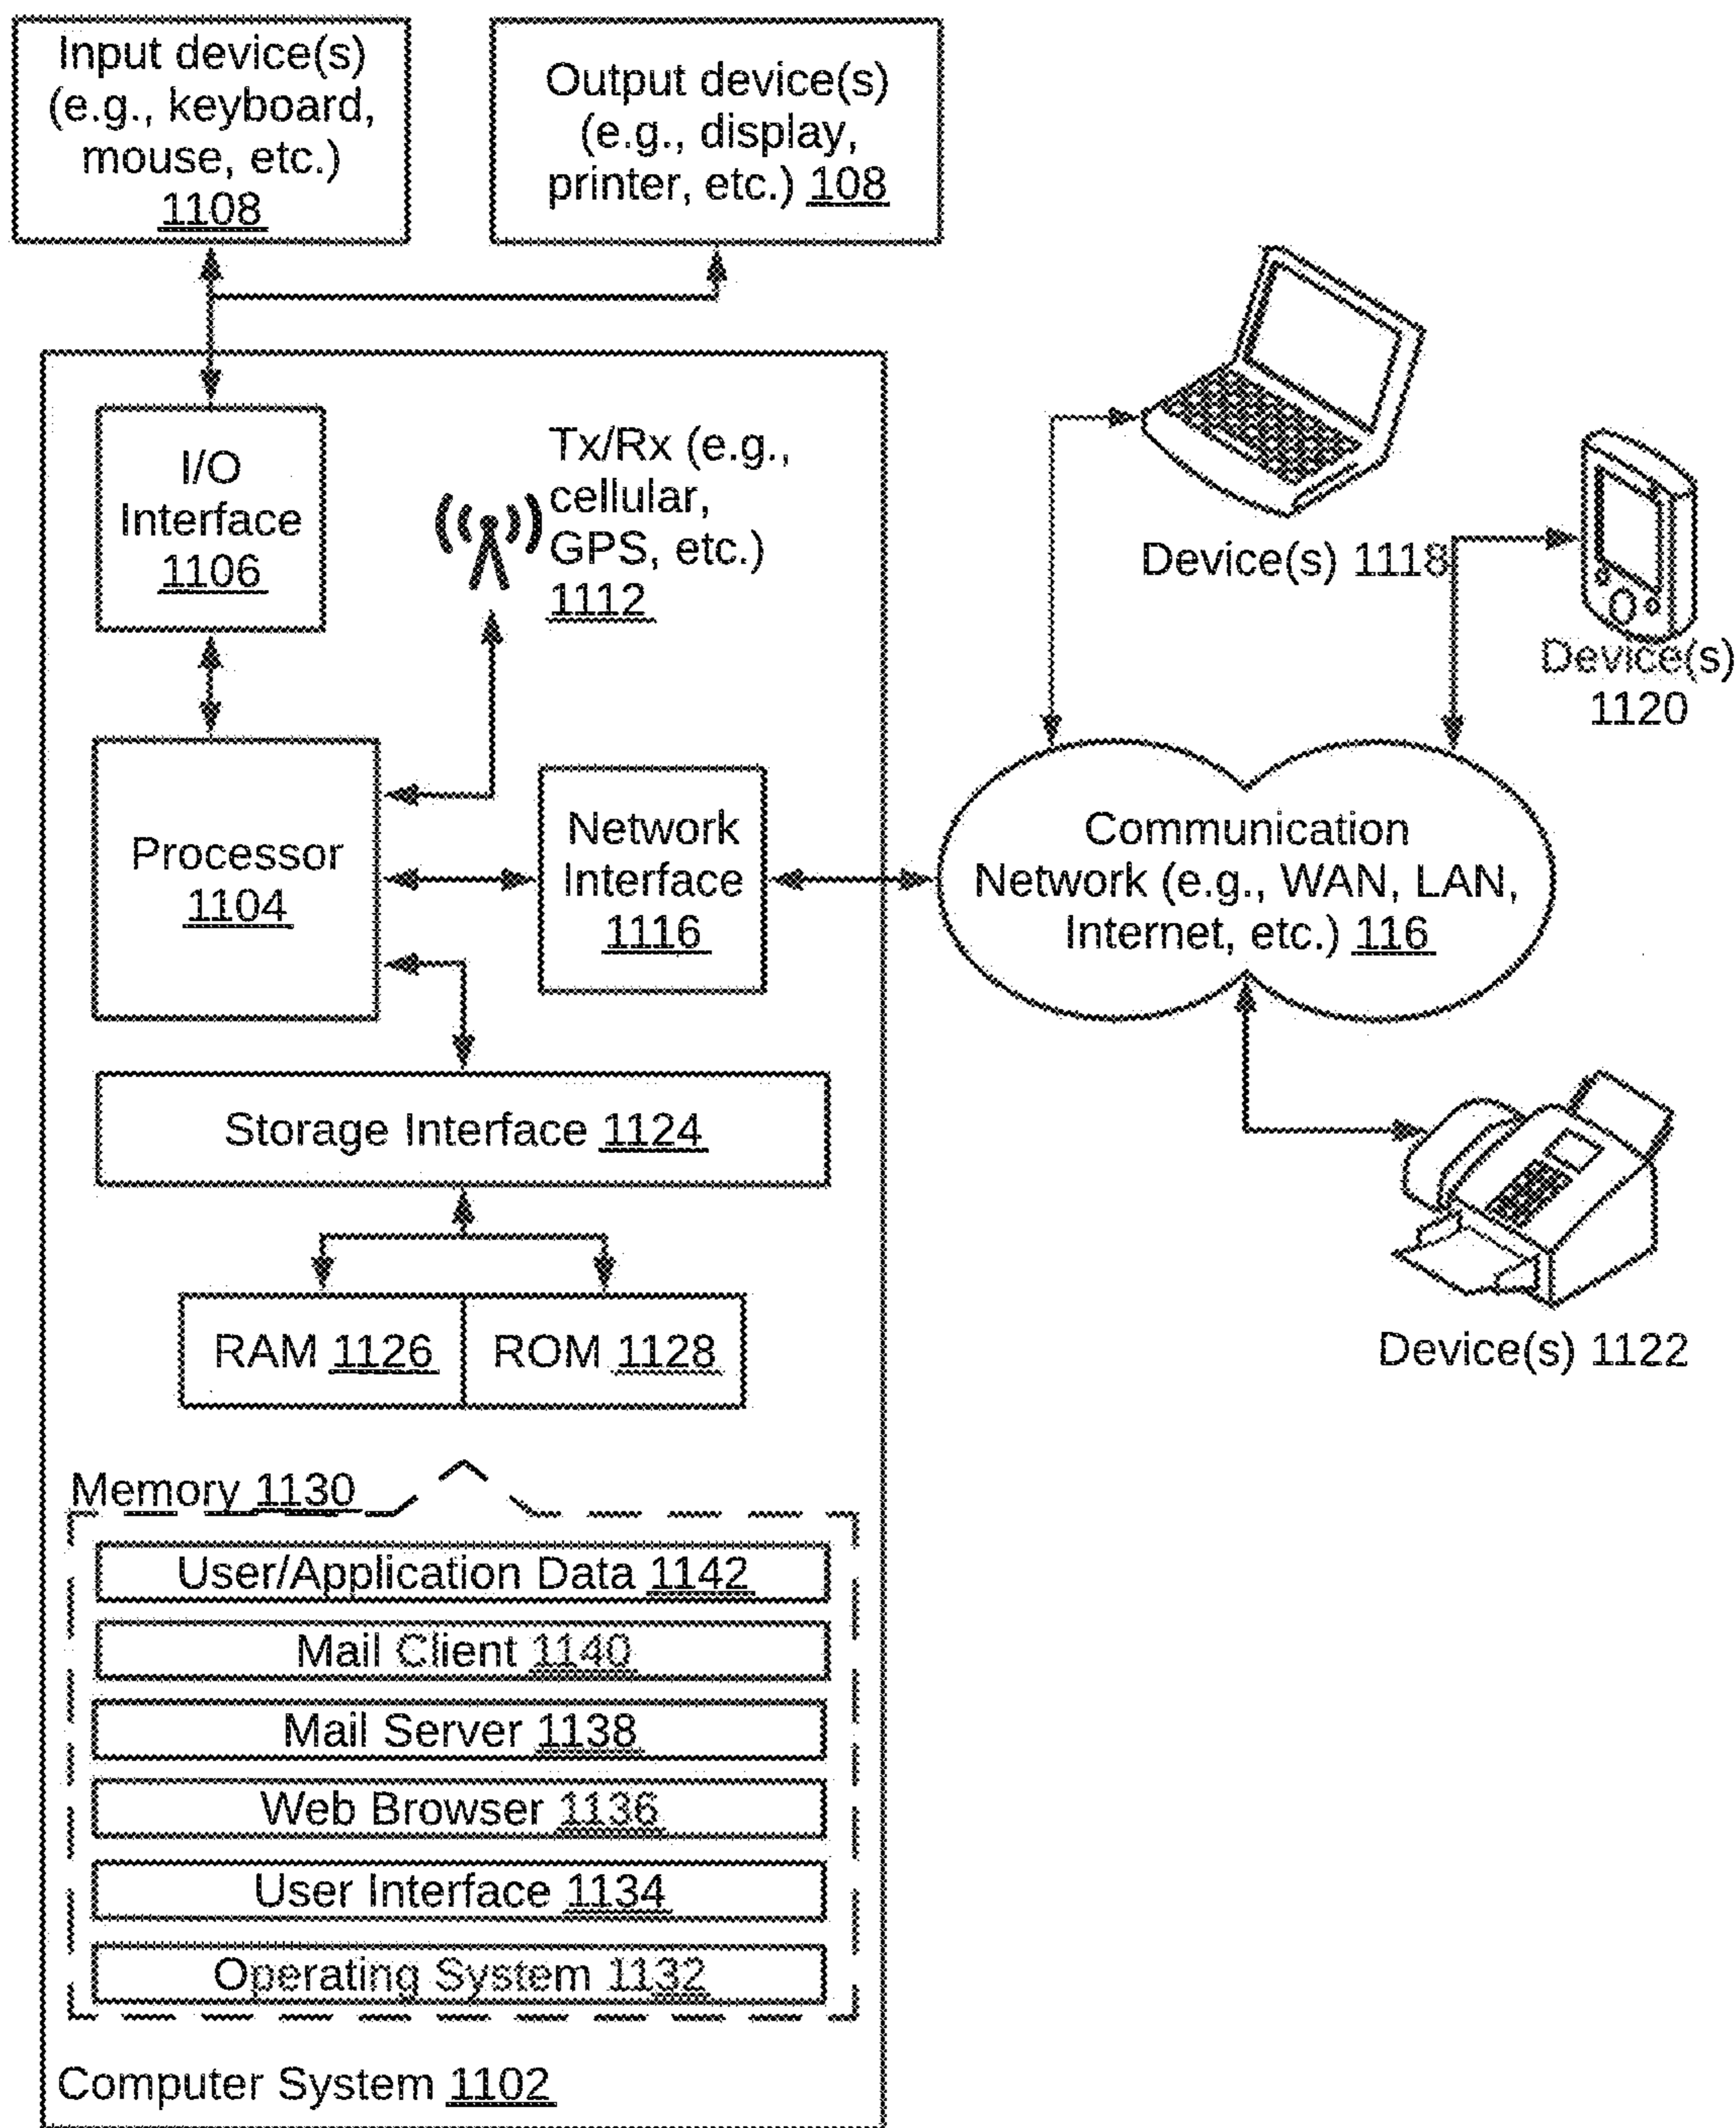 Input device(s)
(e.g., keyboard,
mouse, etc.)
1108
Output device(s)
(e.g., display,
printer, etc.) 108
I/O
Interface
1106
Tx/Rx (e.g.,
cellular,
GPS, etc.)
1112
Device(s) 1118
Device(s)
1120
Processor
1104
Network
Interface
1116
Communication
Network (e.g., WAN, LAN,
Internet, etc.) 116
Storage Interface 1124
RAM 1126
ROM 1128
Device(s) 1122
Memory 1130
User/Application Data 1142
Mail Client 1140
Mail Server 1138
Web Browser 1136
User Interface 1134
Operating System 1132
Computer System 1102